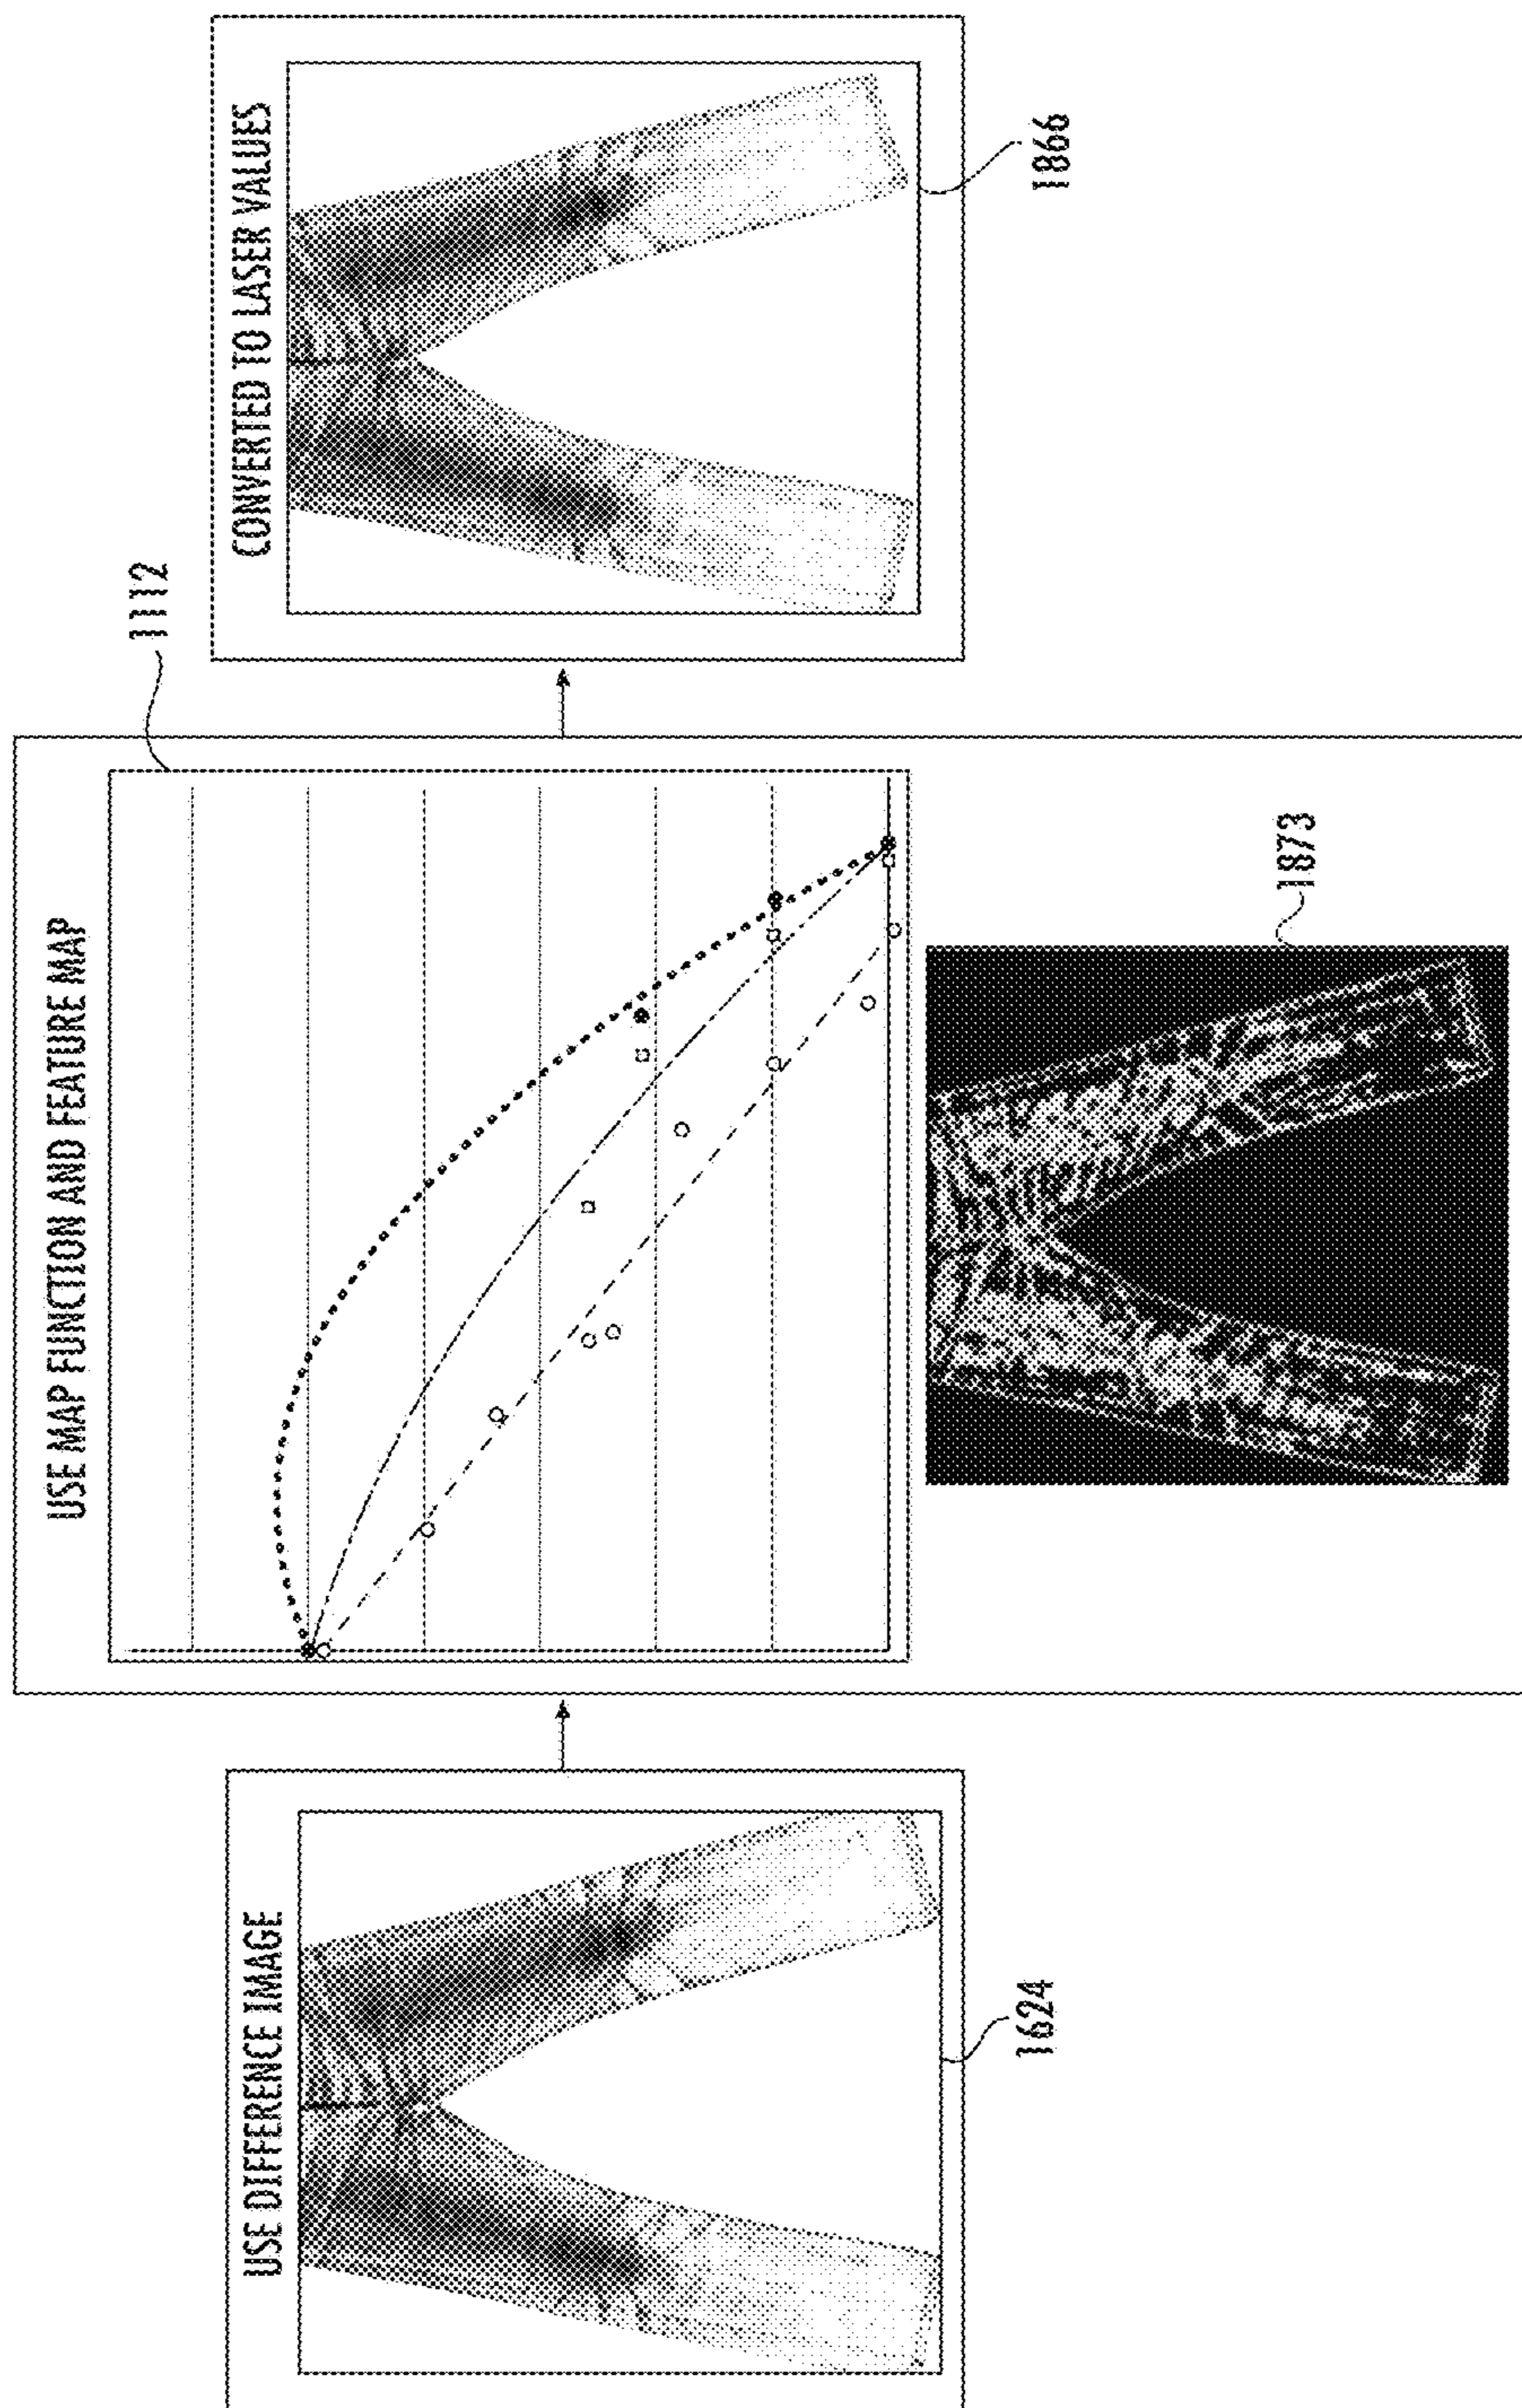 USE DIFFERENCE IMAGE
1624
USE MAP FUNCTION AND FEATURE MAP
1112
1873
CONVERTED TO LASER VALUES
1866